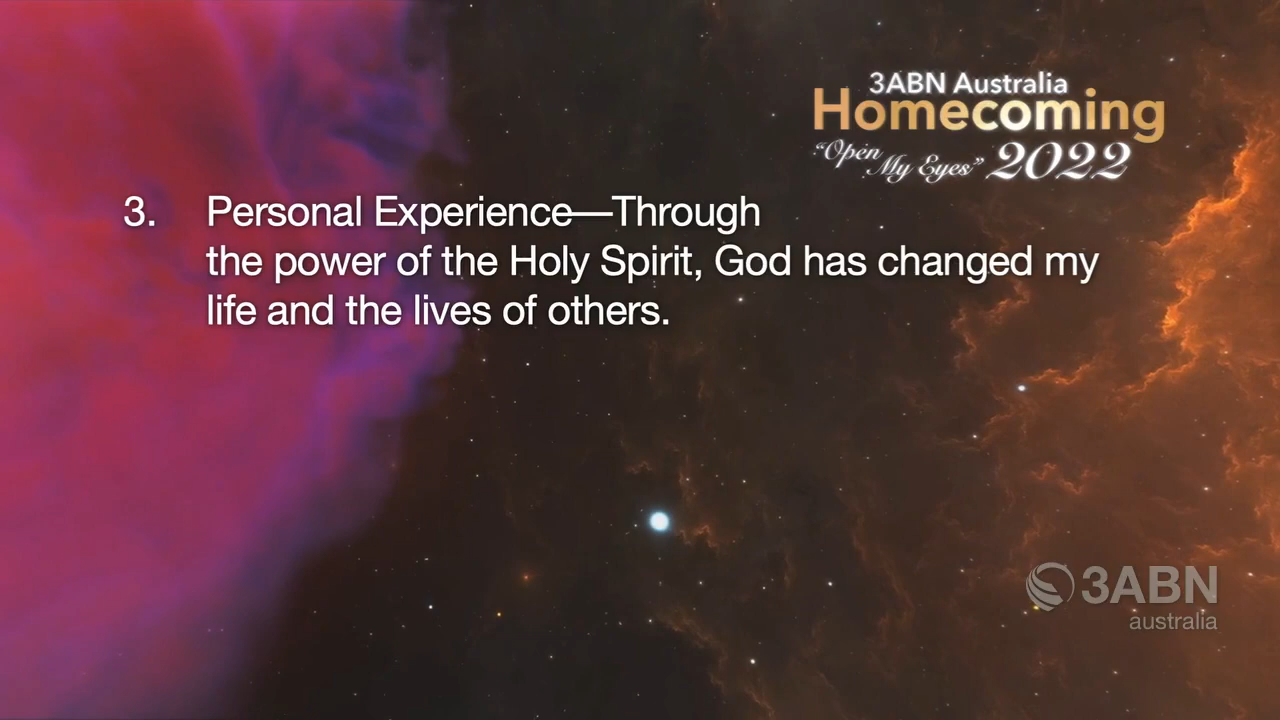 3ABN Australia
Homecoming
“Open My Eyes” 2022
3. Personal Experience—Through
the power of the Holy Spirit, God has changed my
life and the lives of others.
3ABN
australia